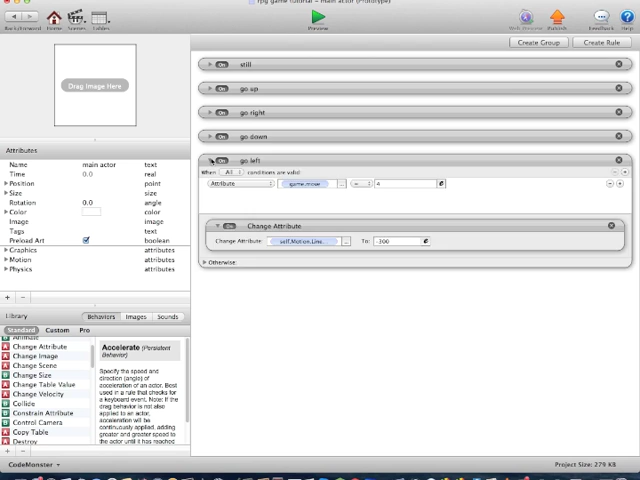 rpg game tutorial – main actor (Prototype)
Back/Forward Home Scenes Tables Preview Web Preview Publish Feedback Help
Create Group Create Rule
Drag Image Here
On still
On go up
On go right
On go down
On go left
When All conditions are valid:
Attribute game.move ... = 4
On Change Attribute
Change Attribute: self.Motion.Line... ... To: -300
Otherwise:
Attributes
Name main actor text
Time 0.0 real
Position point
Size size
Rotation 0.0 angle
Color color
Image image
Tags text
Preload Art boolean
Graphics attributes
Motion attributes
Physics attributes
+ −
Library Behaviors Images Sounds
Standard Custom Pro
Animate
Change Attribute
Change Image
Change Scene
Change Size
Change Table Value
Change Velocity
Collide
Constrain Attribute
Control Camera
Copy Table
Destroy
Accelerate (Persistent
Behavior)
Specify the speed and
direction (angle) of
acceleration of an actor. Best
used in a rule that checks for
a keyboard event. Note: If the
drag behavior is not also
applied to an actor,
acceleration will be
continuously applied, adding
greater and greater speed to
the actor until it has reached
+ −
CodeMonster Project Size: 279 KB